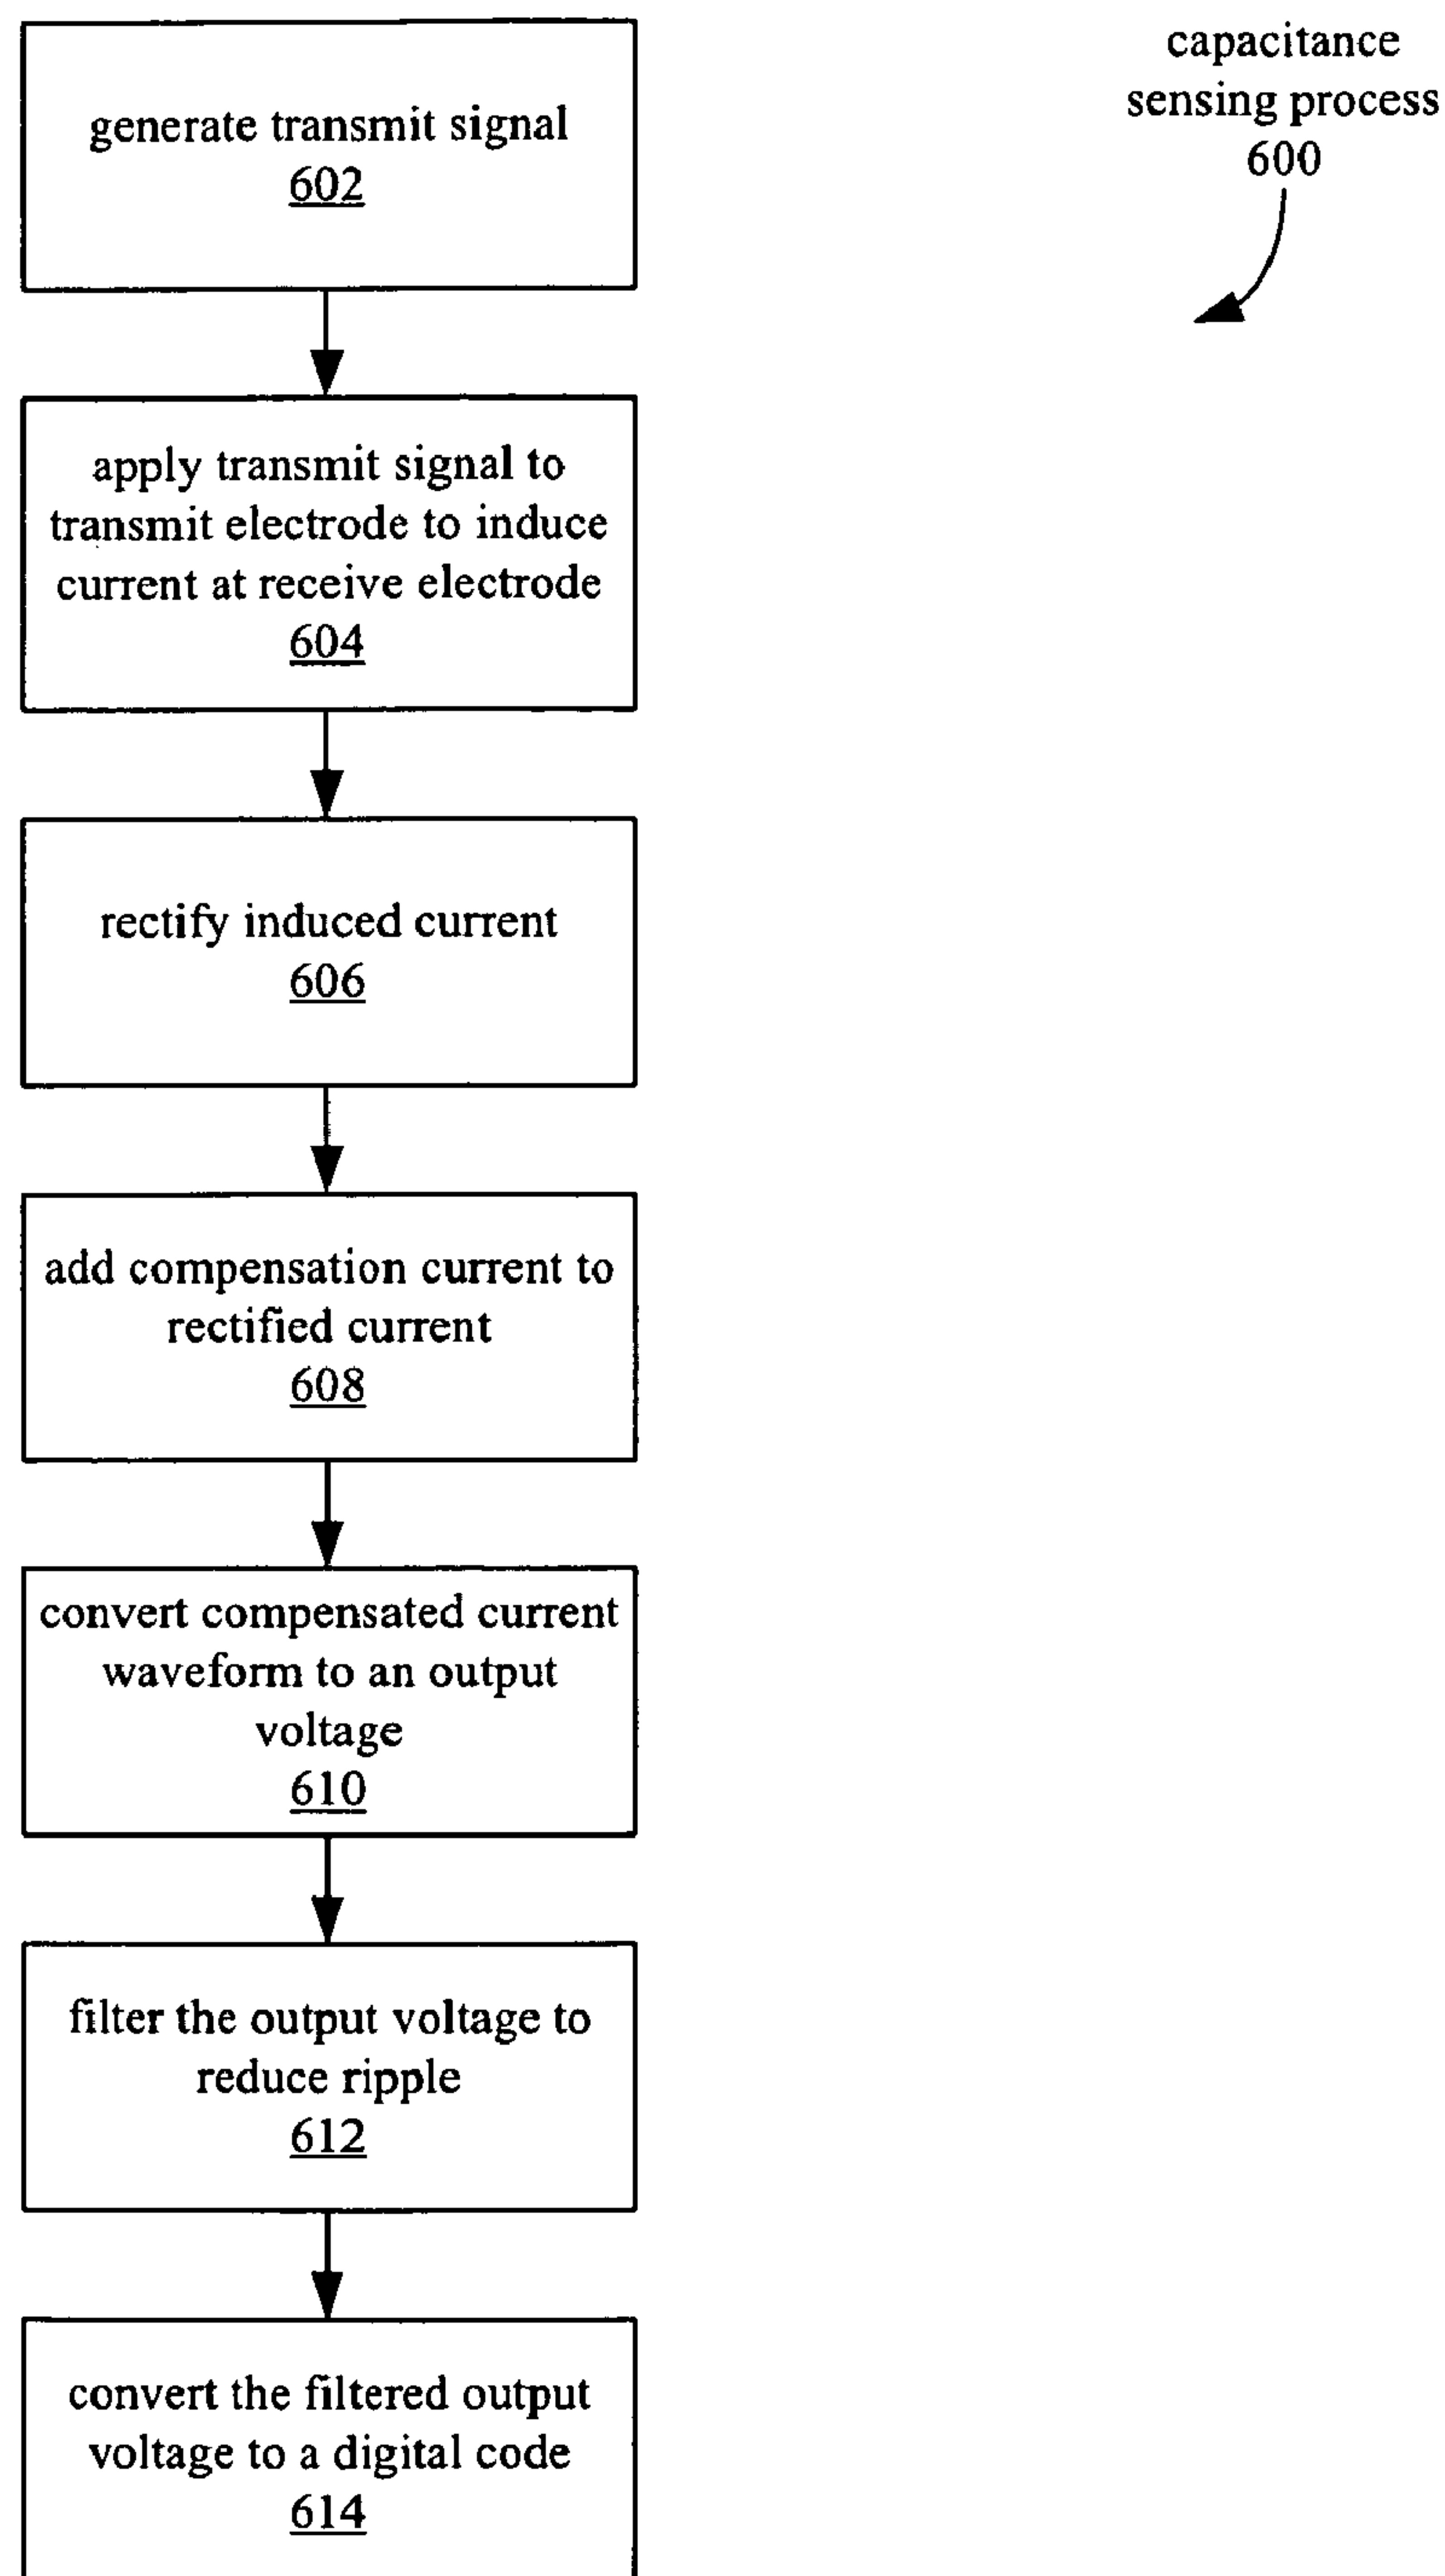 capacitance
sensing process
600
generate transmit signal
602
apply transmit signal to
transmit electrode to induce
current at receive electrode
604
rectify induced current
606
add compensation current to
rectified current
608
convert compensated current
waveform to an output
voltage
610
filter the output voltage to
reduce ripple
612
convert the filtered output
voltage to a digital code
614